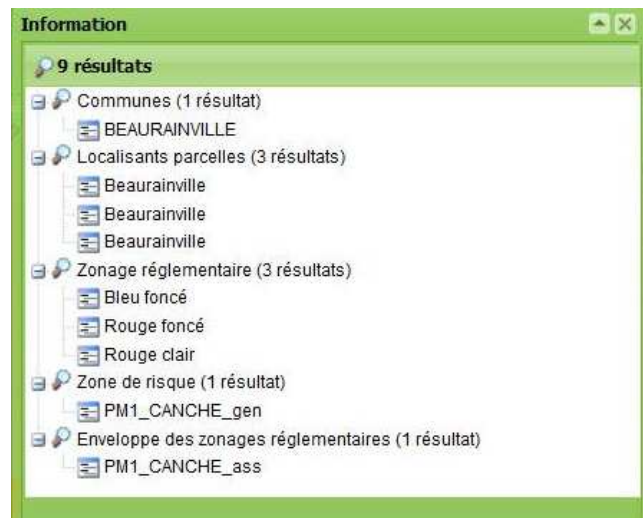 Information
9 résultats
Communes (1 résultat)
BEAURAINVILLE
Localisants parcelles (3 résultats)
Beaurainville
Beaurainville
Beaurainville
Zonage réglementaire (3 résultats)
Bleu foncé
Rouge foncé
Rouge clair
Zone de risque (1 résultat)
PM1_CANCHE_gen
Enveloppe des zonages réglementaires (1 résultat)
PM1_CANCHE_ass